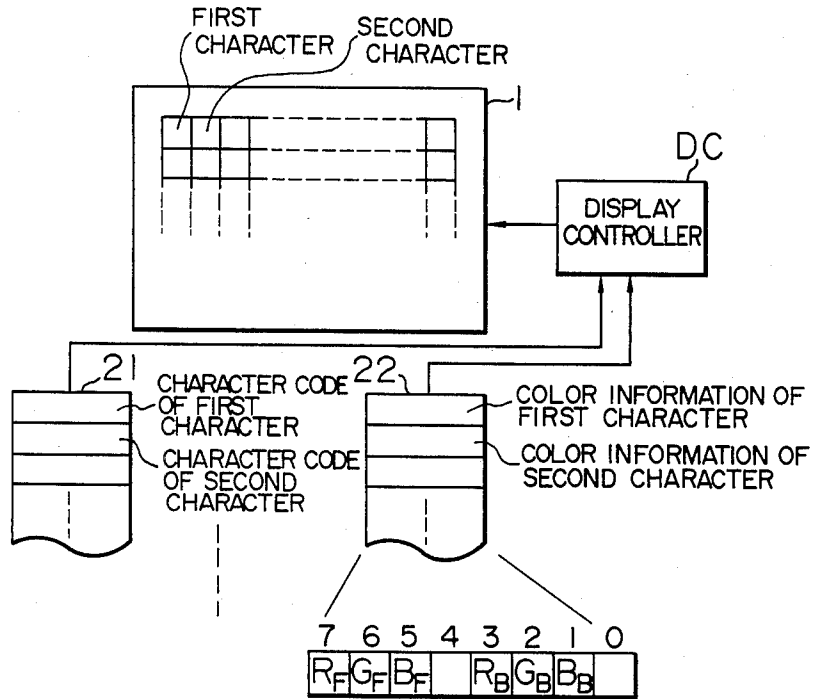 FIRST
CHARACTER
SECOND
CHARACTER
1
DC
DISPLAY
CONTROLLER
21
CHARACTER CODE
OF FIRST
CHARACTER
CHARACTER CODE
OF SECOND
CHARACTER
22
COLOR INFORMATION OF
FIRST CHARACTER
COLOR INFORMATION OF
SECOND CHARACTER
7 6 5 4 3 2 1 0
RF GF BF RB GB BB